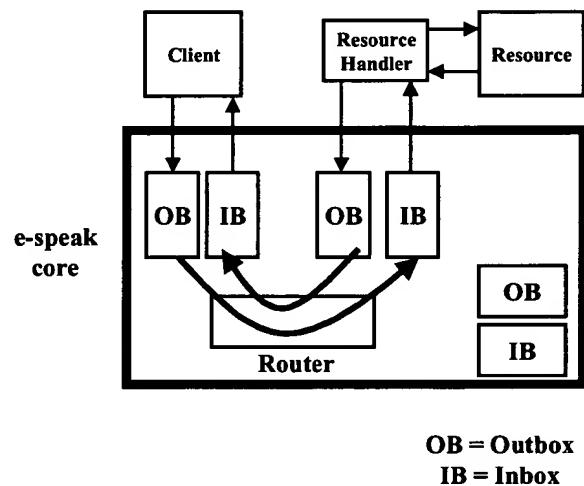 Client
Resource
Handler
Resource
e-speak
core
OB
IB
OB
IB
OB
IB
Router
OB = Outbox
IB = Inbox